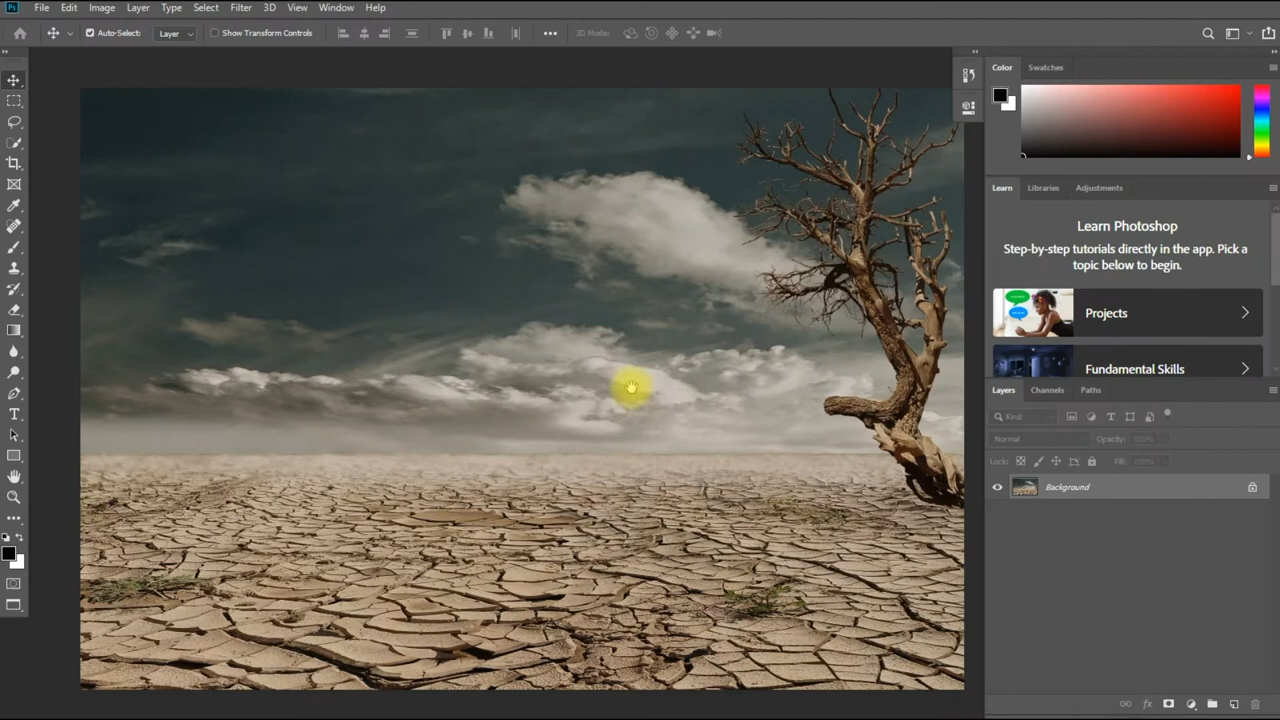 Ps File Edit Image Layer Type Select Filter 3D View Window Help
Auto-Select: Layer Show Transform Controls 3D Mode:
Color Swatches
Learn Libraries Adjustments
Learn Photoshop
Step-by-step tutorials directly in the app. Pick a
topic below to begin.
Projects
Fundamental Skills
Layers Channels Paths
Kind
Normal Opacity: 100%
Lock: Fill: 100%
Background
fx